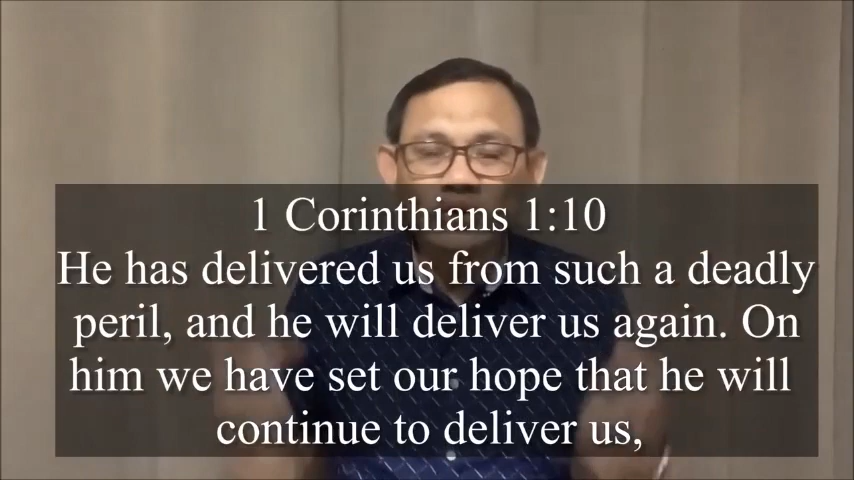 1 Corinthians 1:10
He has delivered us from such a deadly
peril, and he will deliver us again. On
him we have set our hope that he will
continue to deliver us,